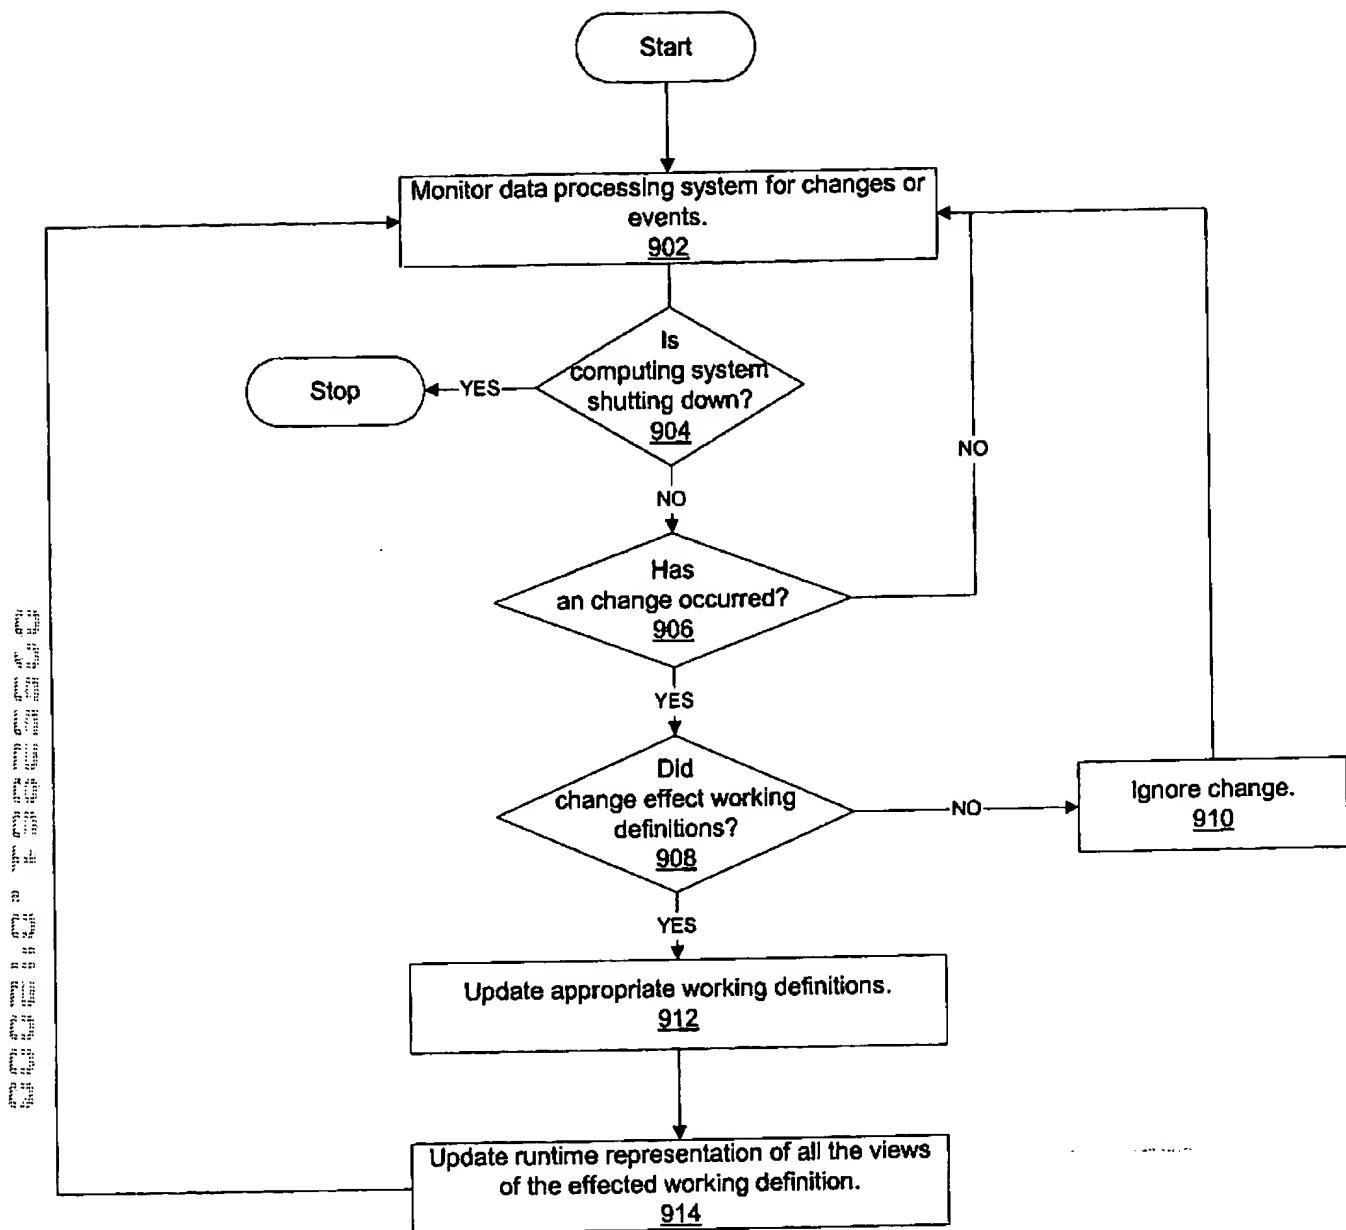 Start
Monitor data processing system for changes or
events.
902
Is
computing system
shutting down?
904
YES
Stop
NO
NO
Has
an change occurred?
906
YES
Did
change effect working
definitions?
908
NO
Ignore change.
910
YES
Update appropriate working definitions.
912
Update runtime representation of all the views
of the effected working definition.
914